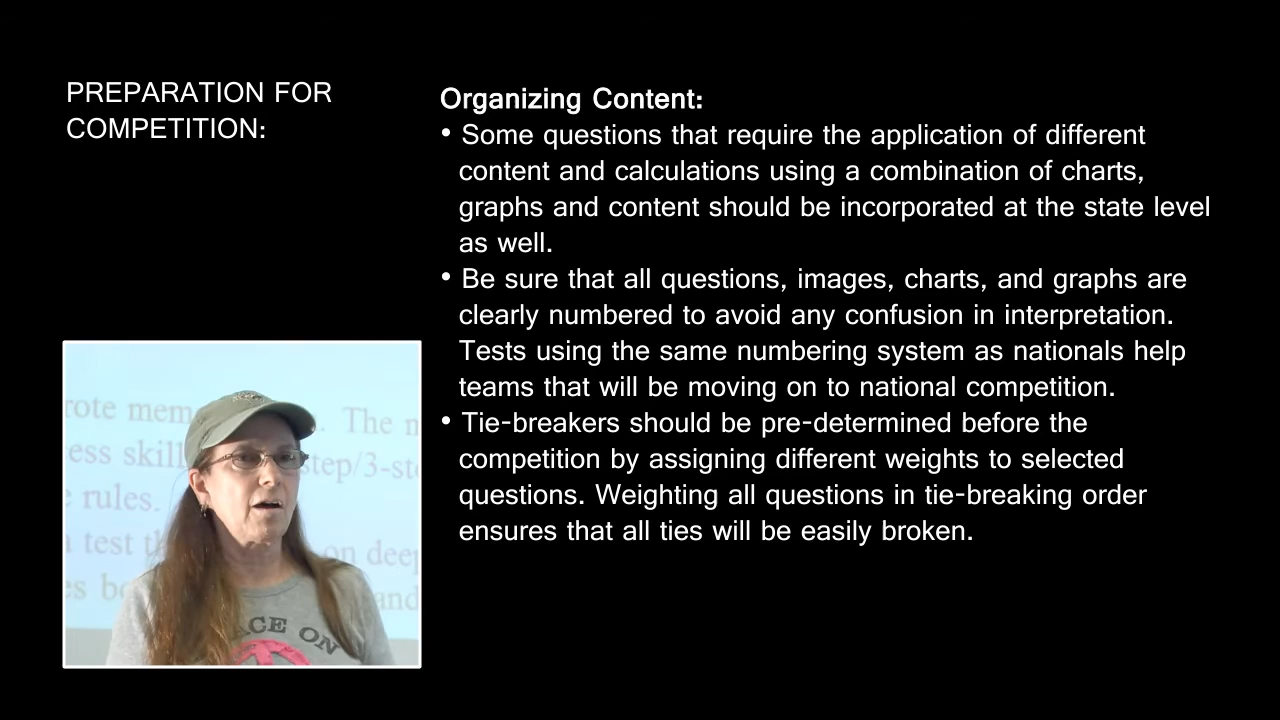 PREPARATION FOR
COMPETITION:
Organizing Content:
• Some questions that require the application of different
content and calculations using a combination of charts,
graphs and content should be incorporated at the state level
as well.
• Be sure that all questions, images, charts, and graphs are
clearly numbered to avoid any confusion in interpretation.
Tests using the same numbering system as nationals help
teams that will be moving on to national competition.
• Tie-breakers should be pre-determined before the
competition by assigning different weights to selected
questions. Weighting all questions in tie-breaking order
ensures that all ties will be easily broken.
rote mem . The
ess skill step/3-st
rules.
test th on deep
and
ACE ON